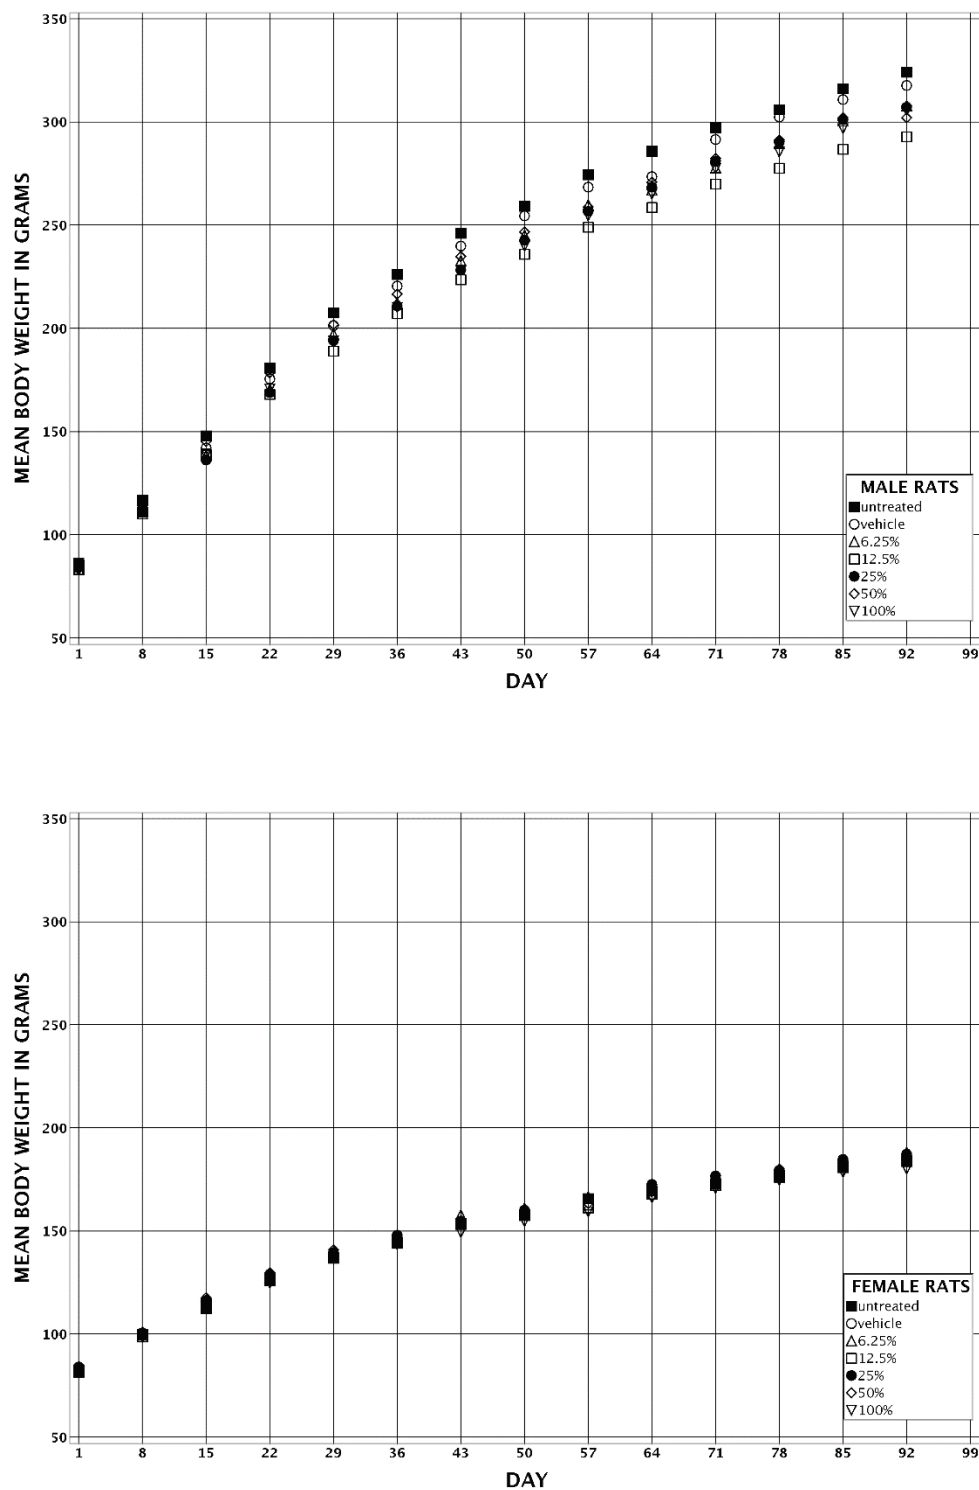 MEAN BODY WEIGHT IN GRAMS
350
300
250
200
150
100
50
MALE RATS
untreated
vehicle
6.25%
12.5%
25%
50%
100%
1 8 15 22 29 36 43 50 57 64 71 78 85 92 99
DAY
MEAN BODY WEIGHT IN GRAMS
350
300
250
200
150
100
50
FEMALE RATS
untreated
vehicle
6.25%
12.5%
25%
50%
100%
1 8 15 22 29 36 43 50 57 64 71 78 85 92 99
DAY